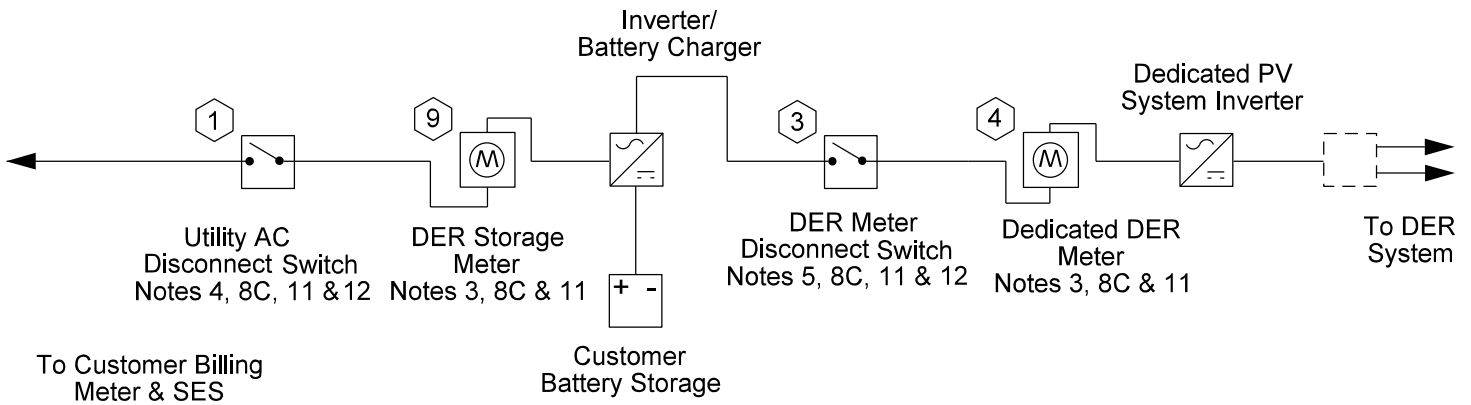 Inverter/
Battery Charger
Dedicated PV
System Inverter
1
9
3
4
Utility AC
Disconnect Switch
Notes 4, 8C, 11 &12
DER Storage
Meter
Notes 3, 8C & 11
+ -
DER Meter
Disconnect Switch
Notes 5, 8C, 11 & 12
Dedicated DER
Meter
Notes 3, 8C & 11
To DER
System
To Customer Billing
Meter & SES
Customer
Battery Storage